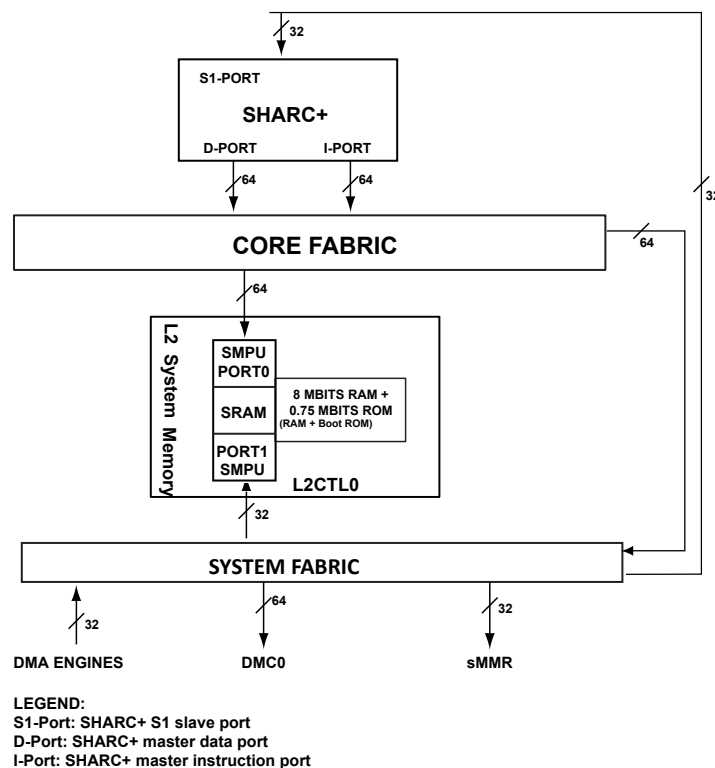 32
S1-PORT
SHARC+
D-PORT I-PORT
64 64
32
CORE FABRIC
64
64
L2 System Memory
SMPU
PORT0
SRAM
8 MBITS RAM +
0.75 MBITS ROM
(RAM + Boot ROM)
PORT1
SMPU
L2CTL0
32
SYSTEM FABRIC
32
64
32
DMA ENGINES DMC0 sMMR
LEGEND:
S1-Port: SHARC+ S1 slave port
D-Port: SHARC+ master data port
I-Port: SHARC+ master instruction port